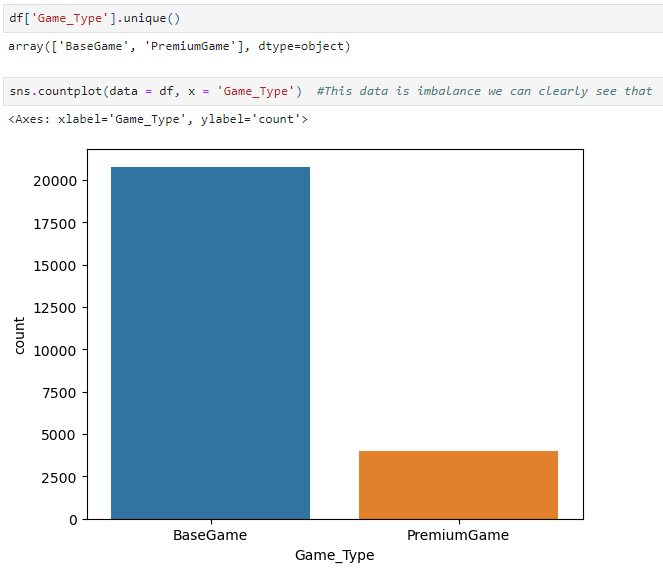 df['Game_Type'].unique()
array(['BaseGame', 'PremiumGame'], dtype=object)
sns.countplot(data = df, x = 'Game_Type')  #This data is imbalance we can clearly see that
<Axes: xlabel='Game_Type', ylabel='count'>
20000
17500
15000
12500
10000
7500
5000
2500
0
count
BaseGame
PremiumGame
Game_Type